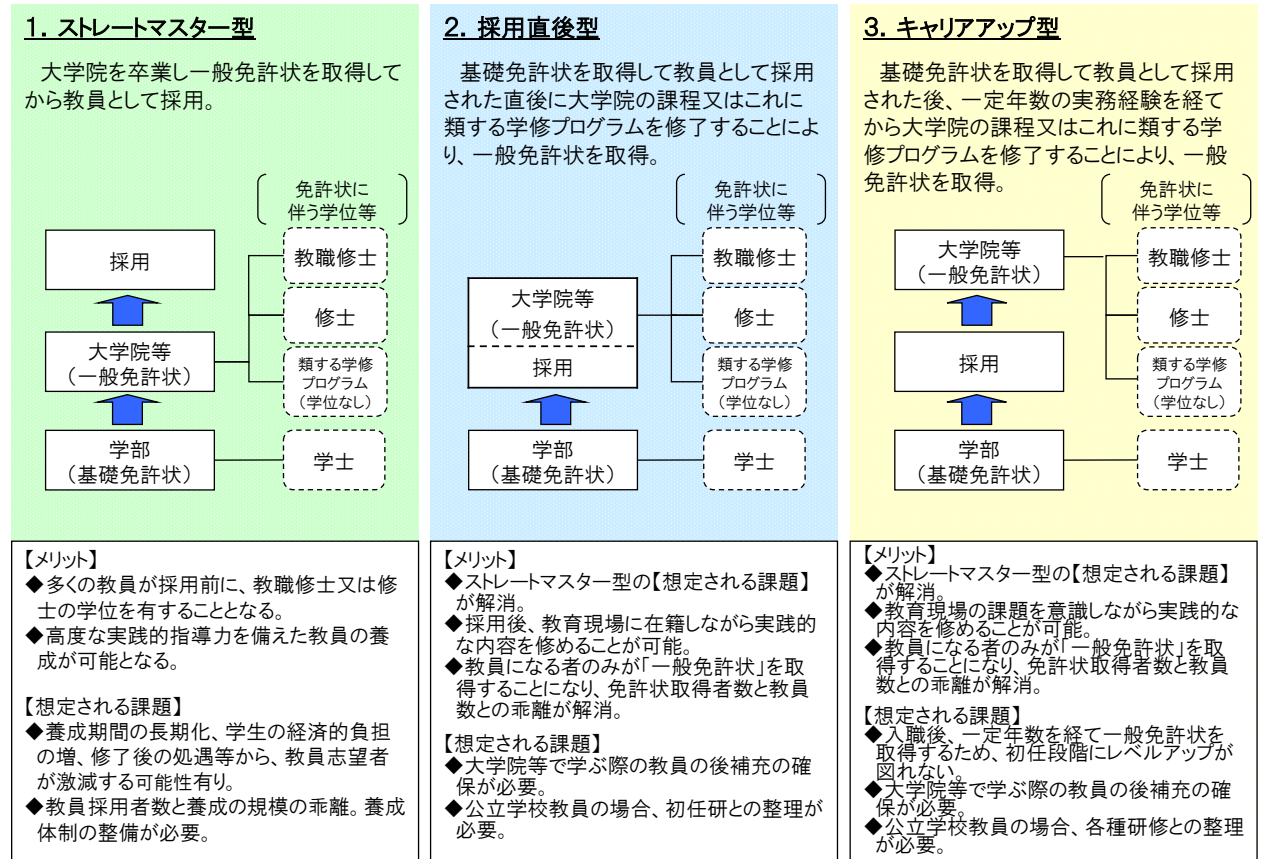 1．ストレートマスター型
大学院を卒業し一般免許状を取得して
から教員として採用。
免許状に
伴う学位等
採用
教職修士
修士
大学院等
（一般免許状）
類する学修
プログラム
（学位なし）
学部
（基礎免許状）
学士
【メリット】
◆多くの教員が採用前に、教職修士又は修
士の学位を有することとなる。
◆高度な実践的指導力を備えた教員の養
成が可能となる。
【想定される課題】
◆養成期間の長期化、学生の経済的負担
の増、修了後の処遇等から、教員志望者
が激減する可能性有り。
◆教員採用者数と養成の規模の乖離。養成
体制の整備が必要。
2．採用直後型
基礎免許状を取得して教員として採用
された直後に大学院の課程又はこれに
類する学修プログラムを修了することによ
り、一般免許状を取得。
免許状に
伴う学位等
教職修士
大学院等
（一般免許状）
修士
採用
類する学修
プログラム
（学位なし）
学部
（基礎免許状）
学士
【メリット】
◆ストレートマスター型の【想定される課題】
が解消。
◆採用後、教育現場に在籍しながら実践的
な内容を修めることが可能。
◆教員になる者のみが「一般免許状」を取
得することになり、免許状取得者数と教員
数との乖離が解消。
【想定される課題】
◆大学院等で学ぶ際の教員の後補充の確
保が必要。
◆公立学校教員の場合、初任研との整理が
必要。
3．キャリアアップ型
基礎免許状を取得して教員として採用
された後、一定年数の実務経験を経て
から大学院の課程又はこれに類する学
修プログラムを修了することにより、一般
免許状を取得。
免許状に
伴う学位等
大学院等
（一般免許状）
教職修士
修士
採用
類する学修
プログラム
（学位なし）
学部
（基礎免許状）
学士
【メリット】
◆ストレートマスター型の【想定される課題】
が解消。
◆教育現場の課題を意識しながら実践的な
内容を修めることが可能。
◆教員になる者のみが「一般免許状」を取
得することになり、免許状取得者数と教員
数との乖離が解消。
【想定される課題】
◆入職後、一定年数を経て一般免許状を
取得するため、初任段階にレベルアップが
図れない。
◆大学院等で学ぶ際の教員の後補充の確
保が必要。
◆公立学校教員の場合、各種研修との整理
が必要。